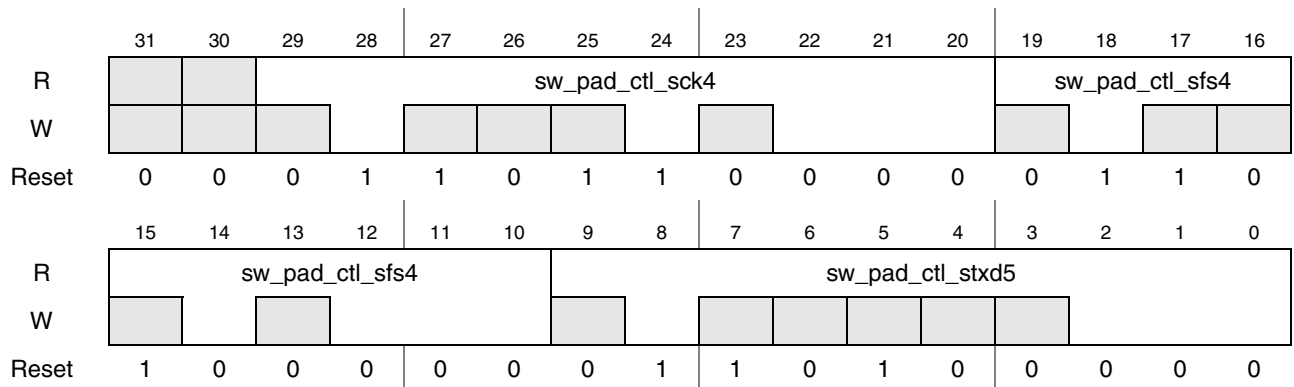 31 30 29 28 27 26 25 24 23 22 21 20 19 18 17 16
R sw_pad_ctl_sck4 sw_pad_ctl_sfs4
W
Reset 0 0 0 1 1 0 1 1 0 0 0 0 0 1 1 0
15 14 13 12 11 10 9 8 7 6 5 4 3 2 1 0
R sw_pad_ctl_sfs4 sw_pad_ctl_stxd5
W
Reset 1 0 0 0 0 0 0 1 1 0 1 0 0 0 0 0